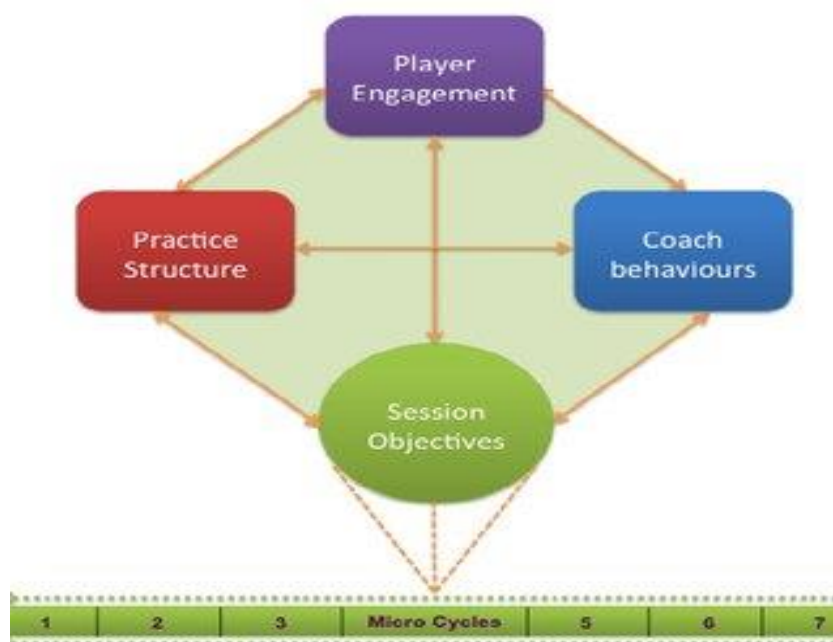 Player
Engagement
Practice
Structure
Coach
behaviours
Session
Objectives
1 2 3 Micro Cycles 5 6 7